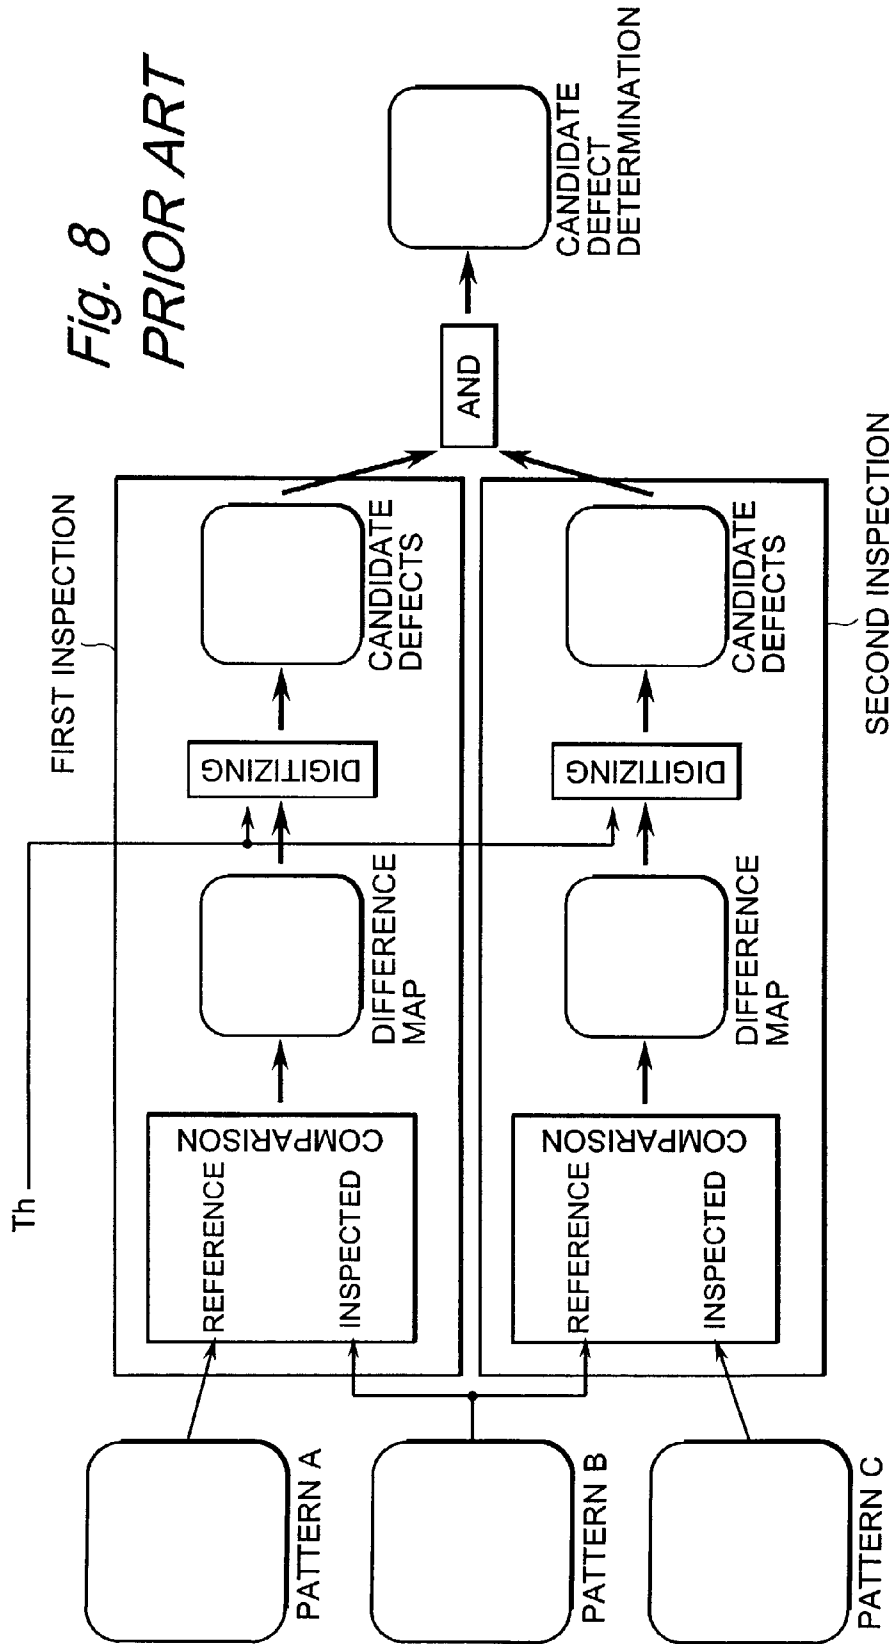 Fig. 8
PRIOR ART
Th
FIRST INSPECTION
PATTERN A
REFERENCE
INSPECTED
COMPARISON
DIFFERENCE
MAP
DIGITIZING
CANDIDATE
DEFECTS
PATTERN B
AND
CANDIDATE
DEFECT
DETERMINATION
PATTERN C
REFERENCE
INSPECTED
COMPARISON
DIFFERENCE
MAP
DIGITIZING
CANDIDATE
DEFECTS
SECOND INSPECTION